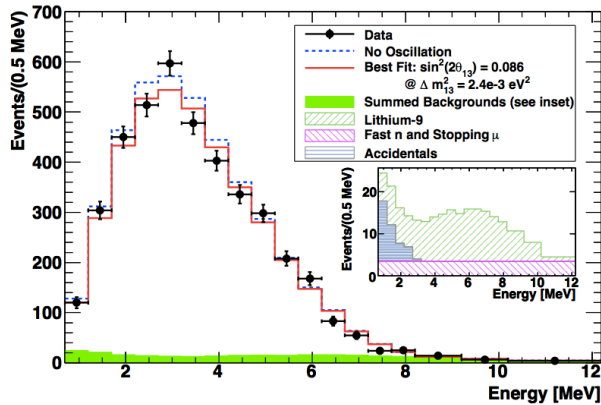 Events/(0.5 MeV)
700
600
500
400
300
200
100
0
2 4 6 8 10 12
Energy [MeV]
Data
No Oscillation
Best Fit: sin²(2θ₁₃) = 0.086
@ Δ m²₁₃ = 2.4e-3 eV²
Summed Backgrounds (see inset)
Lithium-9
Fast n and Stopping μ
Accidentals
Events/(0.5 MeV)
20
10
0
2 4 6 8 10 12
Energy [MeV]